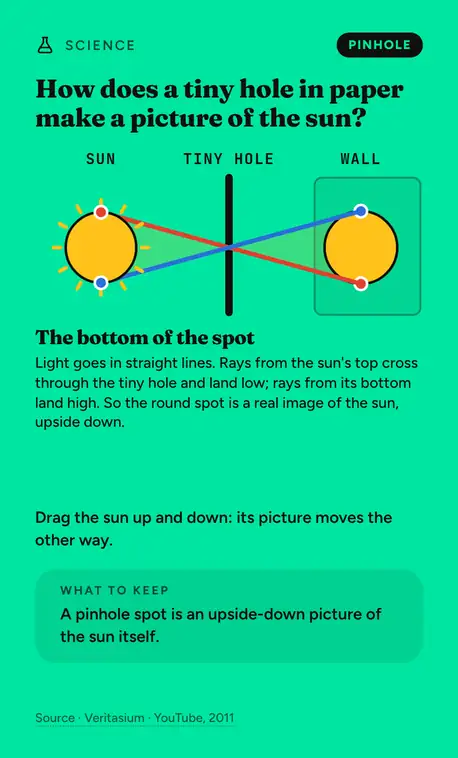 SCIENCE
PINHOLE
How does a tiny hole in paper
make a picture of the sun?
SUN
TINY HOLE
WALL
The bottom of the spot
Light goes in straight lines. Rays from the sun's top cross
through the tiny hole and land low; rays from its bottom
land high. So the round spot is a real image of the sun,
upside down.
Drag the sun up and down: its picture moves the
other way.
WHAT TO KEEP
A pinhole spot is an upside-down picture of
the sun itself.
Source · Veritasium · YouTube, 2011